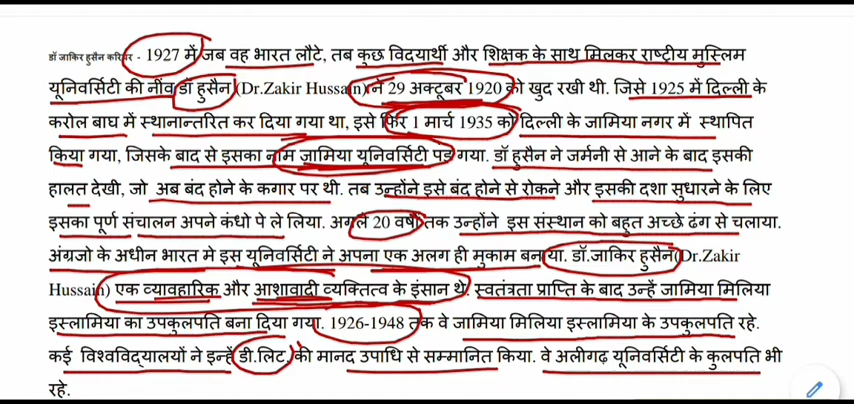 डॉ जाकिर हुसैन करियर - 1927 में जब वह भारत लौटे, तब कुछ विदयार्थी और शिक्षक के साथ मिलकर राष्ट्रीय मुस्लिम
यूनिवर्सिटी की नींव डॉ हुसैन (Dr.Zakir Hussain) ने 29 अक्टूबर 1920 को खुद रखी थी. जिसे 1925 में दिल्ली के
करोल बाघ में स्थानान्तरित कर दिया गया था, इसे फिर 1 मार्च 1935 को दिल्ली के जामिया नगर में स्थापित
किया गया, जिसके बाद से इसका नाम जामिया यूनिवर्सिटी पड़ गया. डॉ हुसैन ने जर्मनी से आने के बाद इसकी
हालत देखी, जो अब बंद होने के कगार पर थी. तब उन्होंने इसे बंद होने से रोकने और इसकी दशा सुधारने के लिए
इसका पूर्ण संचालन अपने कंधो पे ले लिया. अगले 20 वर्षों तक उन्होंने इस संस्थान को बहुत अच्छे ढंग से चलाया.
अंग्रजो के अधीन भारत मे इस यूनिवर्सिटी ने अपना एक अलग ही मुकाम बनाया. डॉ.जाकिर हुसैन(Dr.Zakir
Hussain) एक व्यावहारिक और आशावादी व्यक्तितत्व के इंसान थे. स्वतंत्रता प्राप्ति के बाद उन्हें जामिया मिलिया
इस्लामिया का उपकुलपति बना दिया गया. 1926-1948 तक वे जामिया मिलिया इस्लामिया के उपकुलपति रहे.
कई विश्वविद्यालयों ने इन्हें डी.लिट. की मानद उपाधि से सम्मानित किया. वे अलीगढ़ यूनिवर्सिटी के कुलपति भी
रहे.